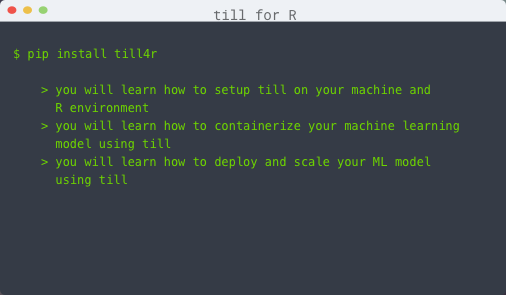 till for R
$ pip install till4r
> you will learn how to setup till on your machine and
R environment
> you will learn how to containerize your machine learning
model using till
> you will learn how to deploy and scale your ML model
using till